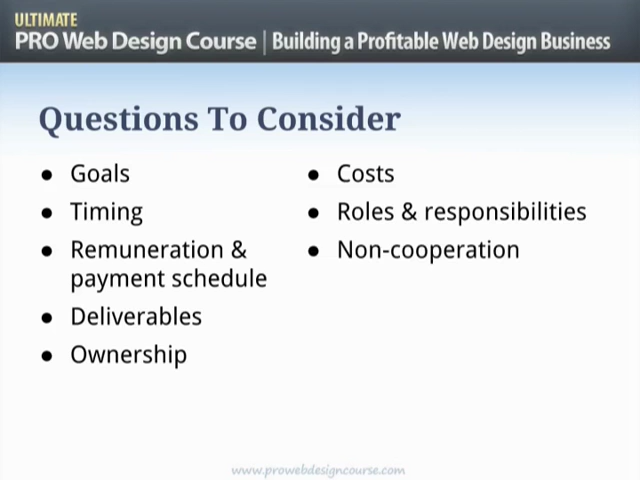 ULTIMATE
PRO Web Design Course | Building a Profitable Web Design Business
Questions To Consider
● Goals
● Timing
● Remuneration &
payment schedule
● Deliverables
● Ownership
● Costs
● Roles & responsibilities
● Non-cooperation
www.prowebdesigncourse.com